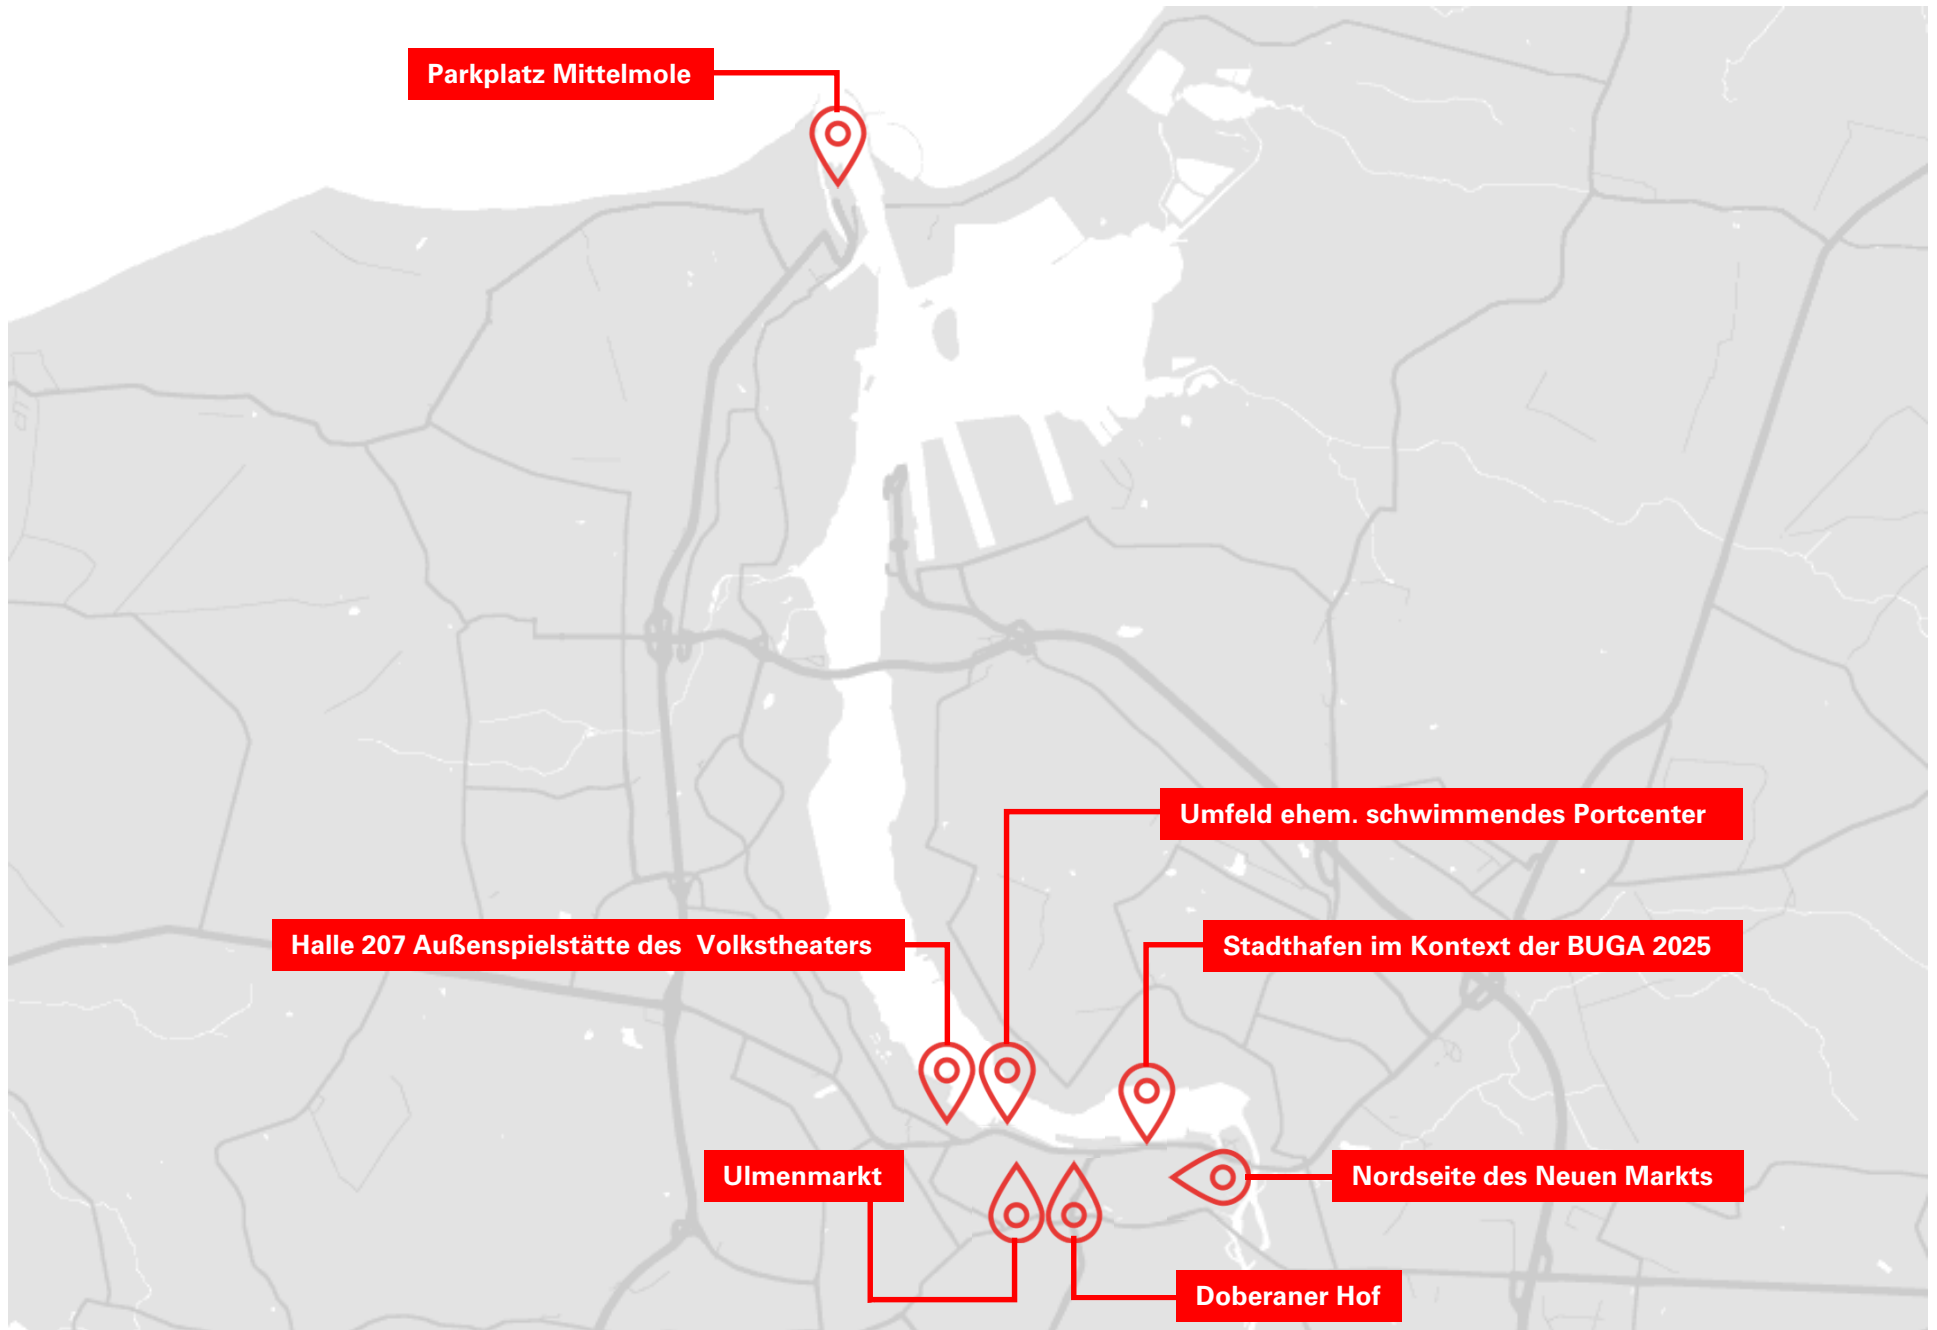 Parkplatz Mittelmole
Umfeld ehem. schwimmendes Portcenter
Halle 207 Außenspielstätte des  Volkstheaters
Stadthafen im Kontext der BUGA 2025
Ulmenmarkt
Nordseite des Neuen Markts
Doberaner Hof